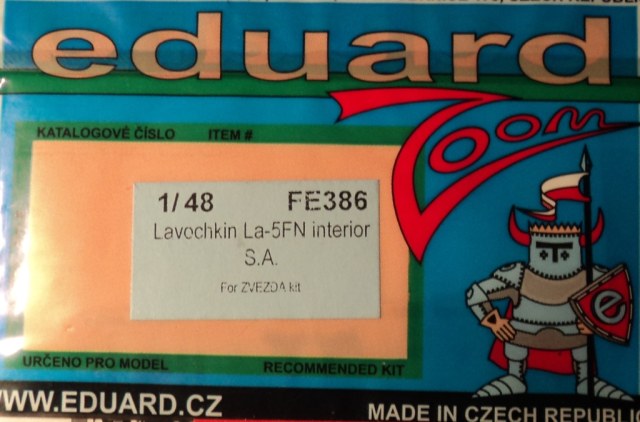 eduard
Zoom
KATALOGOVÉ ČÍSLO ITEM #
1/48 FE386
Lavochkin La-5FN interior
S.A.
For ZVEZDA kit
e
URČENO PRO MODEL RECOMMENDED KIT
WWW.EDUARD.CZ
MADE IN CZECH REPUBLIC